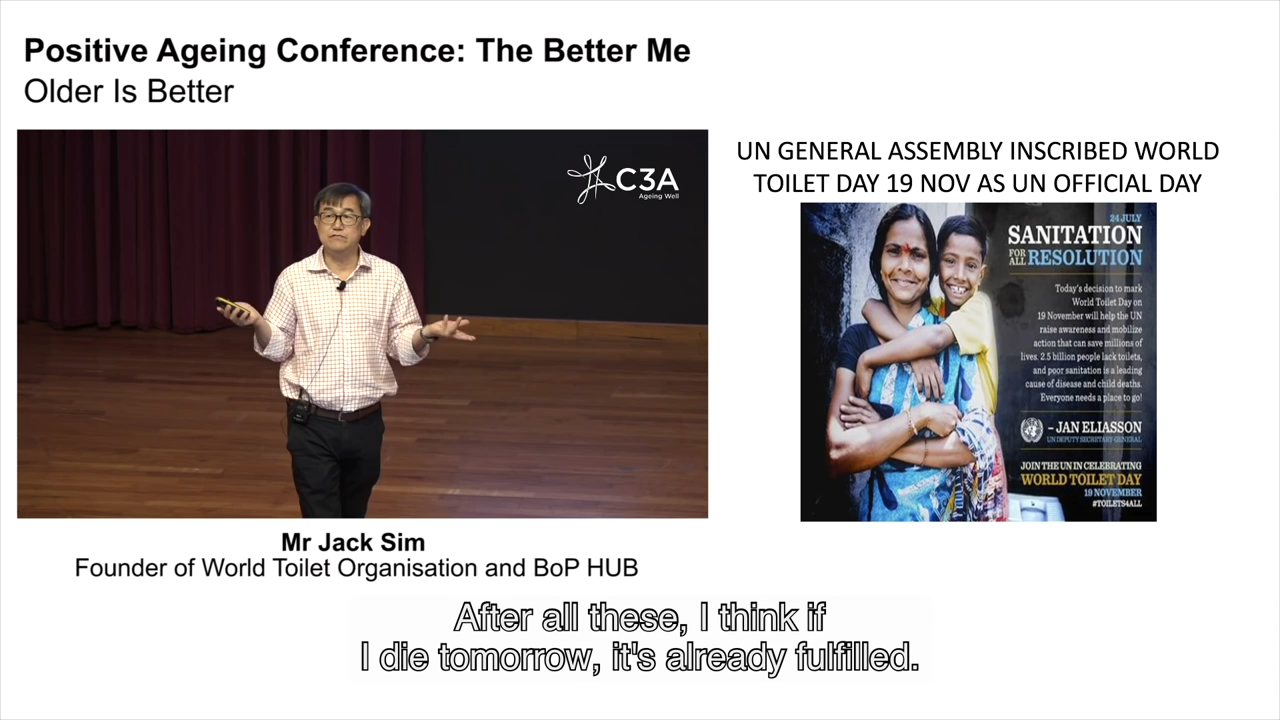 Positive Ageing Conference: The Better Me
Older Is Better
C3A
Ageing Well
UN GENERAL ASSEMBLY INSCRIBED WORLD
TOILET DAY 19 NOV AS UN OFFICIAL DAY
24 JULY
SANITATION
FOR ALL RESOLUTION
Today's decision to mark
World Toilet Day on
19 November will help the UN
raise awareness and mobilize
action that can save millions of
lives. 2.5 billion people lack toilets,
and poor sanitation is a leading
cause of disease and child deaths.
Everyone needs a place to go!
– JAN ELIASSON
UN DEPUTY SECRETARY-GENERAL
JOIN THE UN IN CELEBRATING
WORLD TOILET DAY
19 NOVEMBER
#TOILETS4ALL
Mr Jack Sim
Founder of World Toilet Organisation and BoP HUB
After all these, I think if
I die tomorrow, it's already fulfilled.